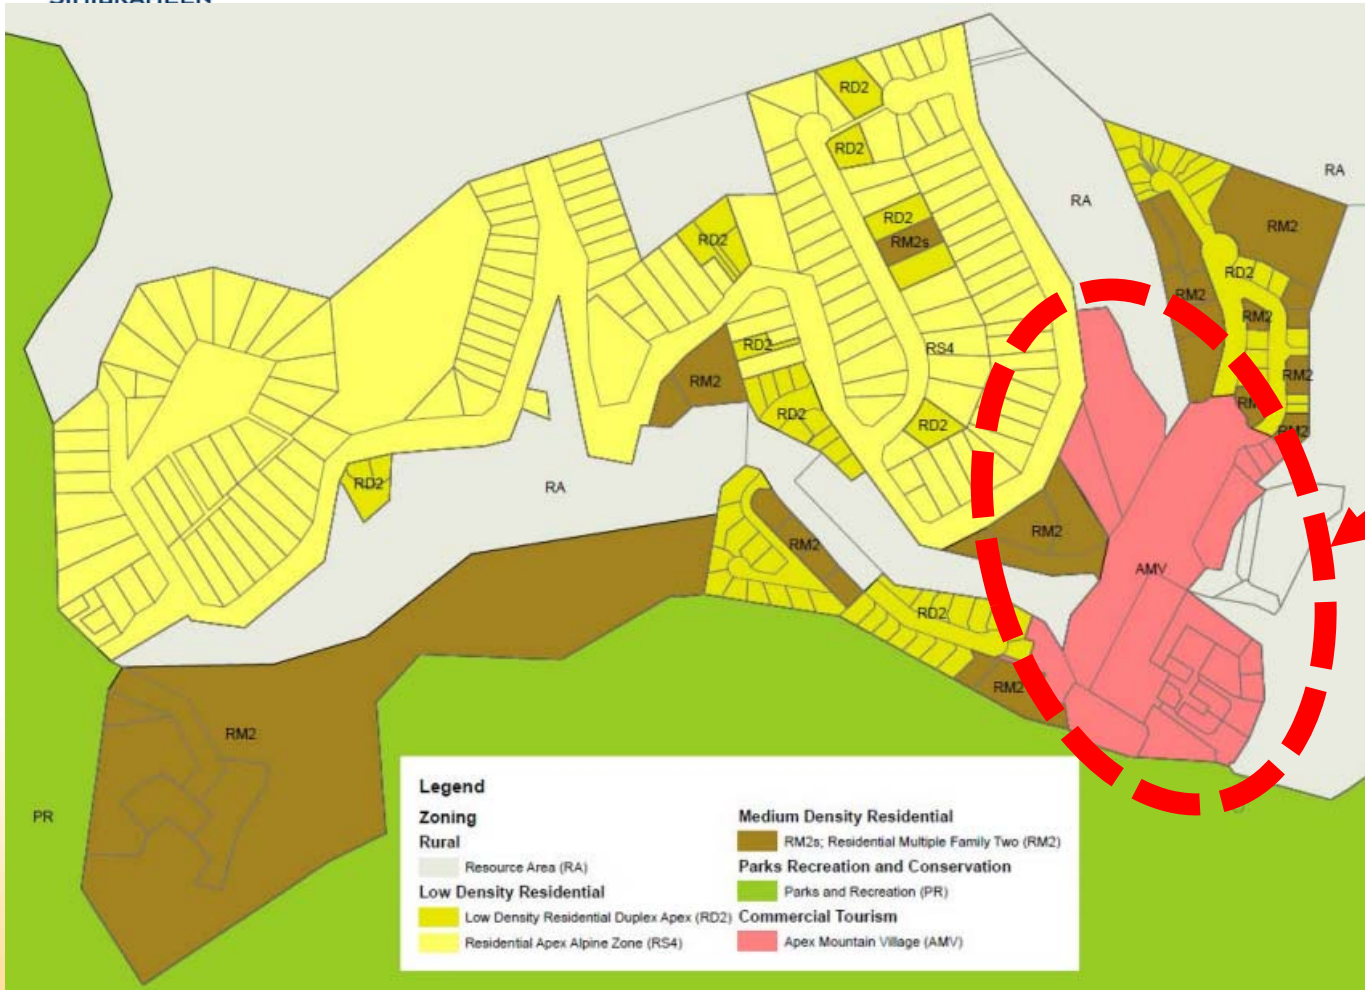 RD2
RD2
RA
RA
RD2
RM2
RM2s
RD2
RD2
RM2
RM2
RD2
RS4
RM2
RM2
RD2
RD2
RM2
RD2
RA
RM2
RM2
AMV
RD2
RM2
RM2
PR
Legend
Zoning
Rural
Resource Area (RA)
Low Density Residential
Low Density Residential Duplex Apex (RD2)
Residential Apex Alpine Zone (RS4)
Medium Density Residential
RM2s; Residential Multiple Family Two (RM2)
Parks Recreation and Conservation
Parks and Recreation (PR)
Commercial Tourism
Apex Mountain Village (AMV)